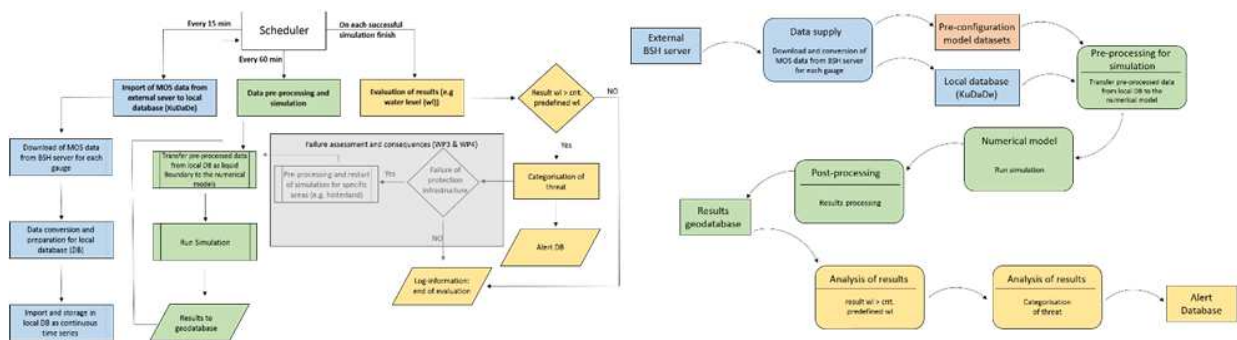 Every 15 min
Scheduler
On each successful
simulation finish
Every 60 min
Import of MOS data from
external sever to local
database (KuDaDe)
Data pre-processing and
simulation
Evaluation of results (e.g
water level (wl))
Result wl > crit.
predefined wl
NO
Yes
Download of MOS data
from BSH server for each
gauge
Transfer pre-processed data
from local DB as liquid
Boundary to the numerical
models
Failure assessment and consequences (WP3 & WP4)
Pre processing and restart
of simulation for specific
areas (e.g. hinterland)
Yes
Failure of
protection
infrastructure
Categorisation of
threat
Data conversion and
preparation for local
database (DB)
Run Simulation
NO
Alert DB
Log-information:
end of evaluation
Import and storage in
local DB as continuous
time series
Results to
geodatabase
External
BSH server
Data supply
Download and conversion of
MOS data from BSH server
for each gauge
Pre-configuration
model datasets
Local database
(KuDaDe)
Pre-processing for
simulation
Transfer pre-processed data
from local DB to the
numerical model
Numerical model
Run simulation
Post-processing
Results processing
Results
geodatabase
Analysis of results
result wl > crit.
predefined wl
Analysis of results
Categorisation
of threat
Alert
Database